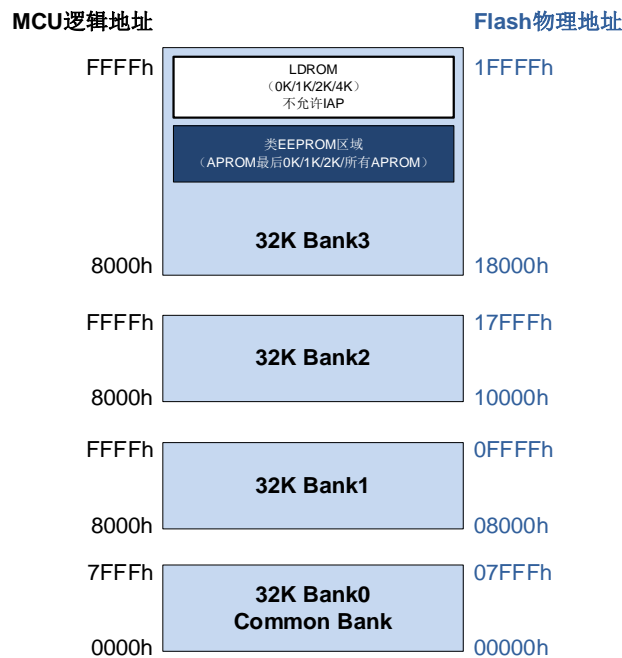 MCU逻辑地址
Flash物理地址
FFFFh
LDROM
（0K/1K/2K/4K）
不允许IAP
1FFFFh
类EEPROM区域
（APROM最后0K/1K/2K/所有APROM）
32K Bank3
8000h
18000h
FFFFh
17FFFh
32K Bank2
8000h
10000h
FFFFh
0FFFFh
32K Bank1
8000h
08000h
7FFFh
07FFFh
32K Bank0
Common Bank
0000h
00000h